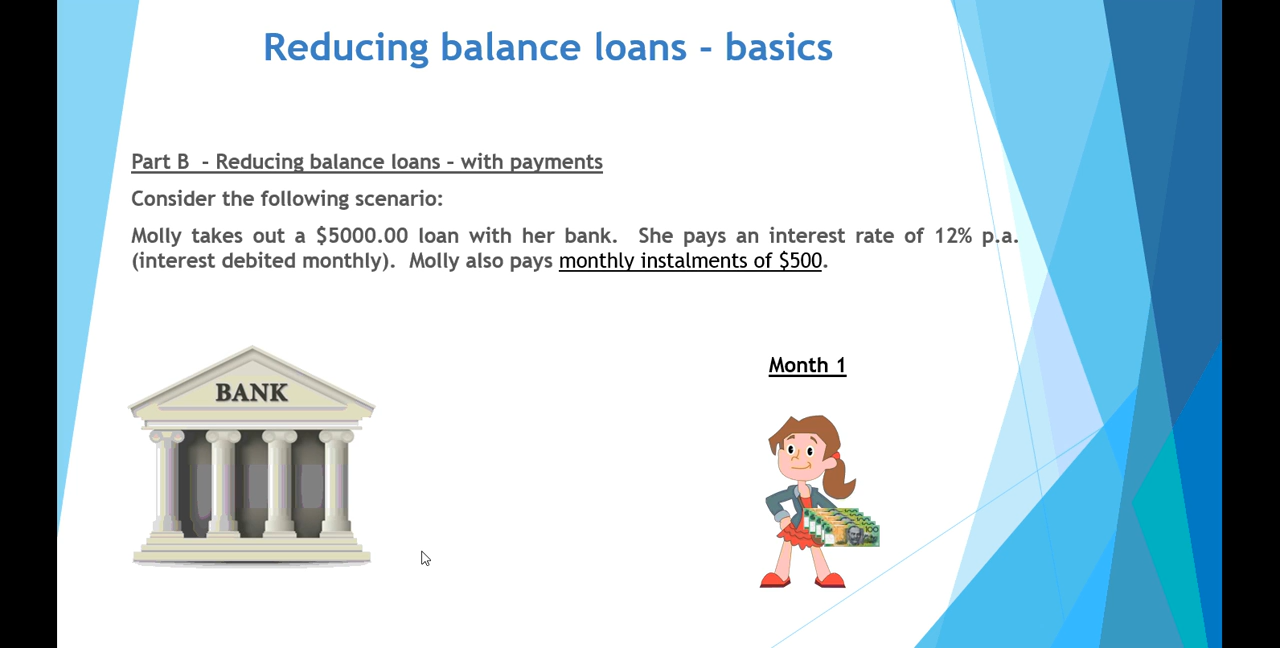 Reducing balance loans - basics
Part B - Reducing balance loans - with payments
Consider the following scenario:
Molly takes out a $5000.00 loan with her bank. She pays an interest rate of 12% p.a.
(interest debited monthly). Molly also pays monthly instalments of $500.
Month 1
BANK
100